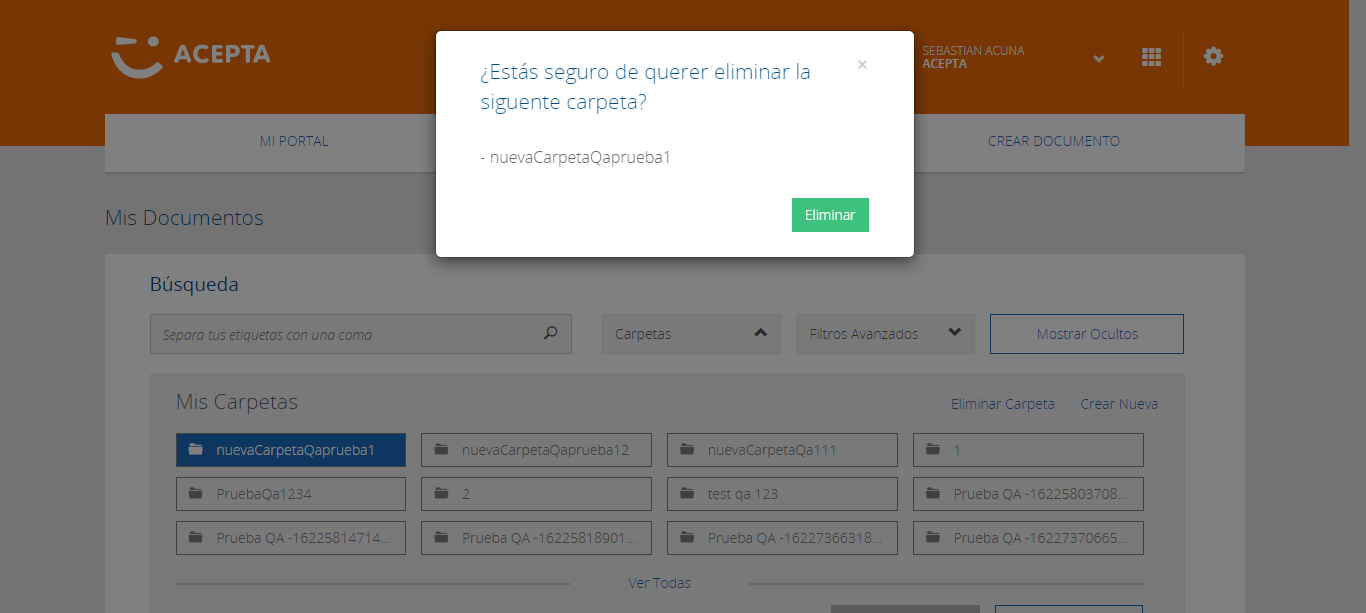 ACEPTA
SEBASTIAN ACUNA
ACEPTA
¿Estás seguro de querer eliminar la
siguente carpeta?
×
- nuevaCarpetaQaprueba1
Eliminar
MI PORTAL
CREAR DOCUMENTO
Mis Documentos
Búsqueda
Separa tus etiquetas con una coma
Carpetas
Filtros Avanzados
Mostrar Ocultos
Mis Carpetas
Eliminar Carpeta
Crear Nueva
nuevaCarpetaQaprueba1
nuevaCarpetaQaprueba12
nuevaCarpetaQa111
1
PruebaQa1234
2
test qa 123
Prueba QA -16225803708...
Prueba QA -16225814714...
Prueba QA -16225818901...
Prueba QA -16227366318...
Prueba QA -16227370665...
Ver Todas